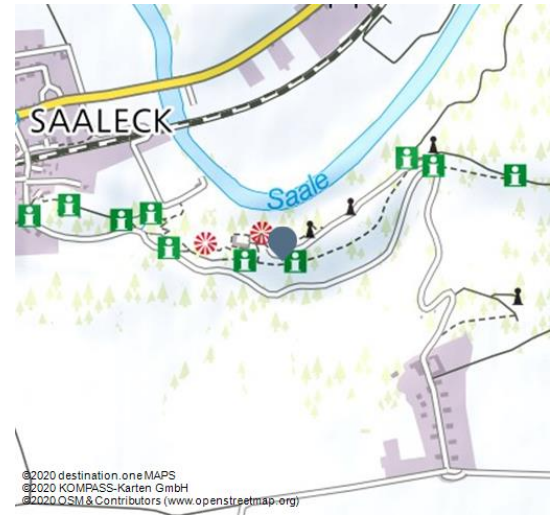 SAALECK
Saale
©2020 destination.one MAPS
©2020 KOMPASS-Karten GmbH
©2020 OSM & Contributors (www.openstreetmap.org)